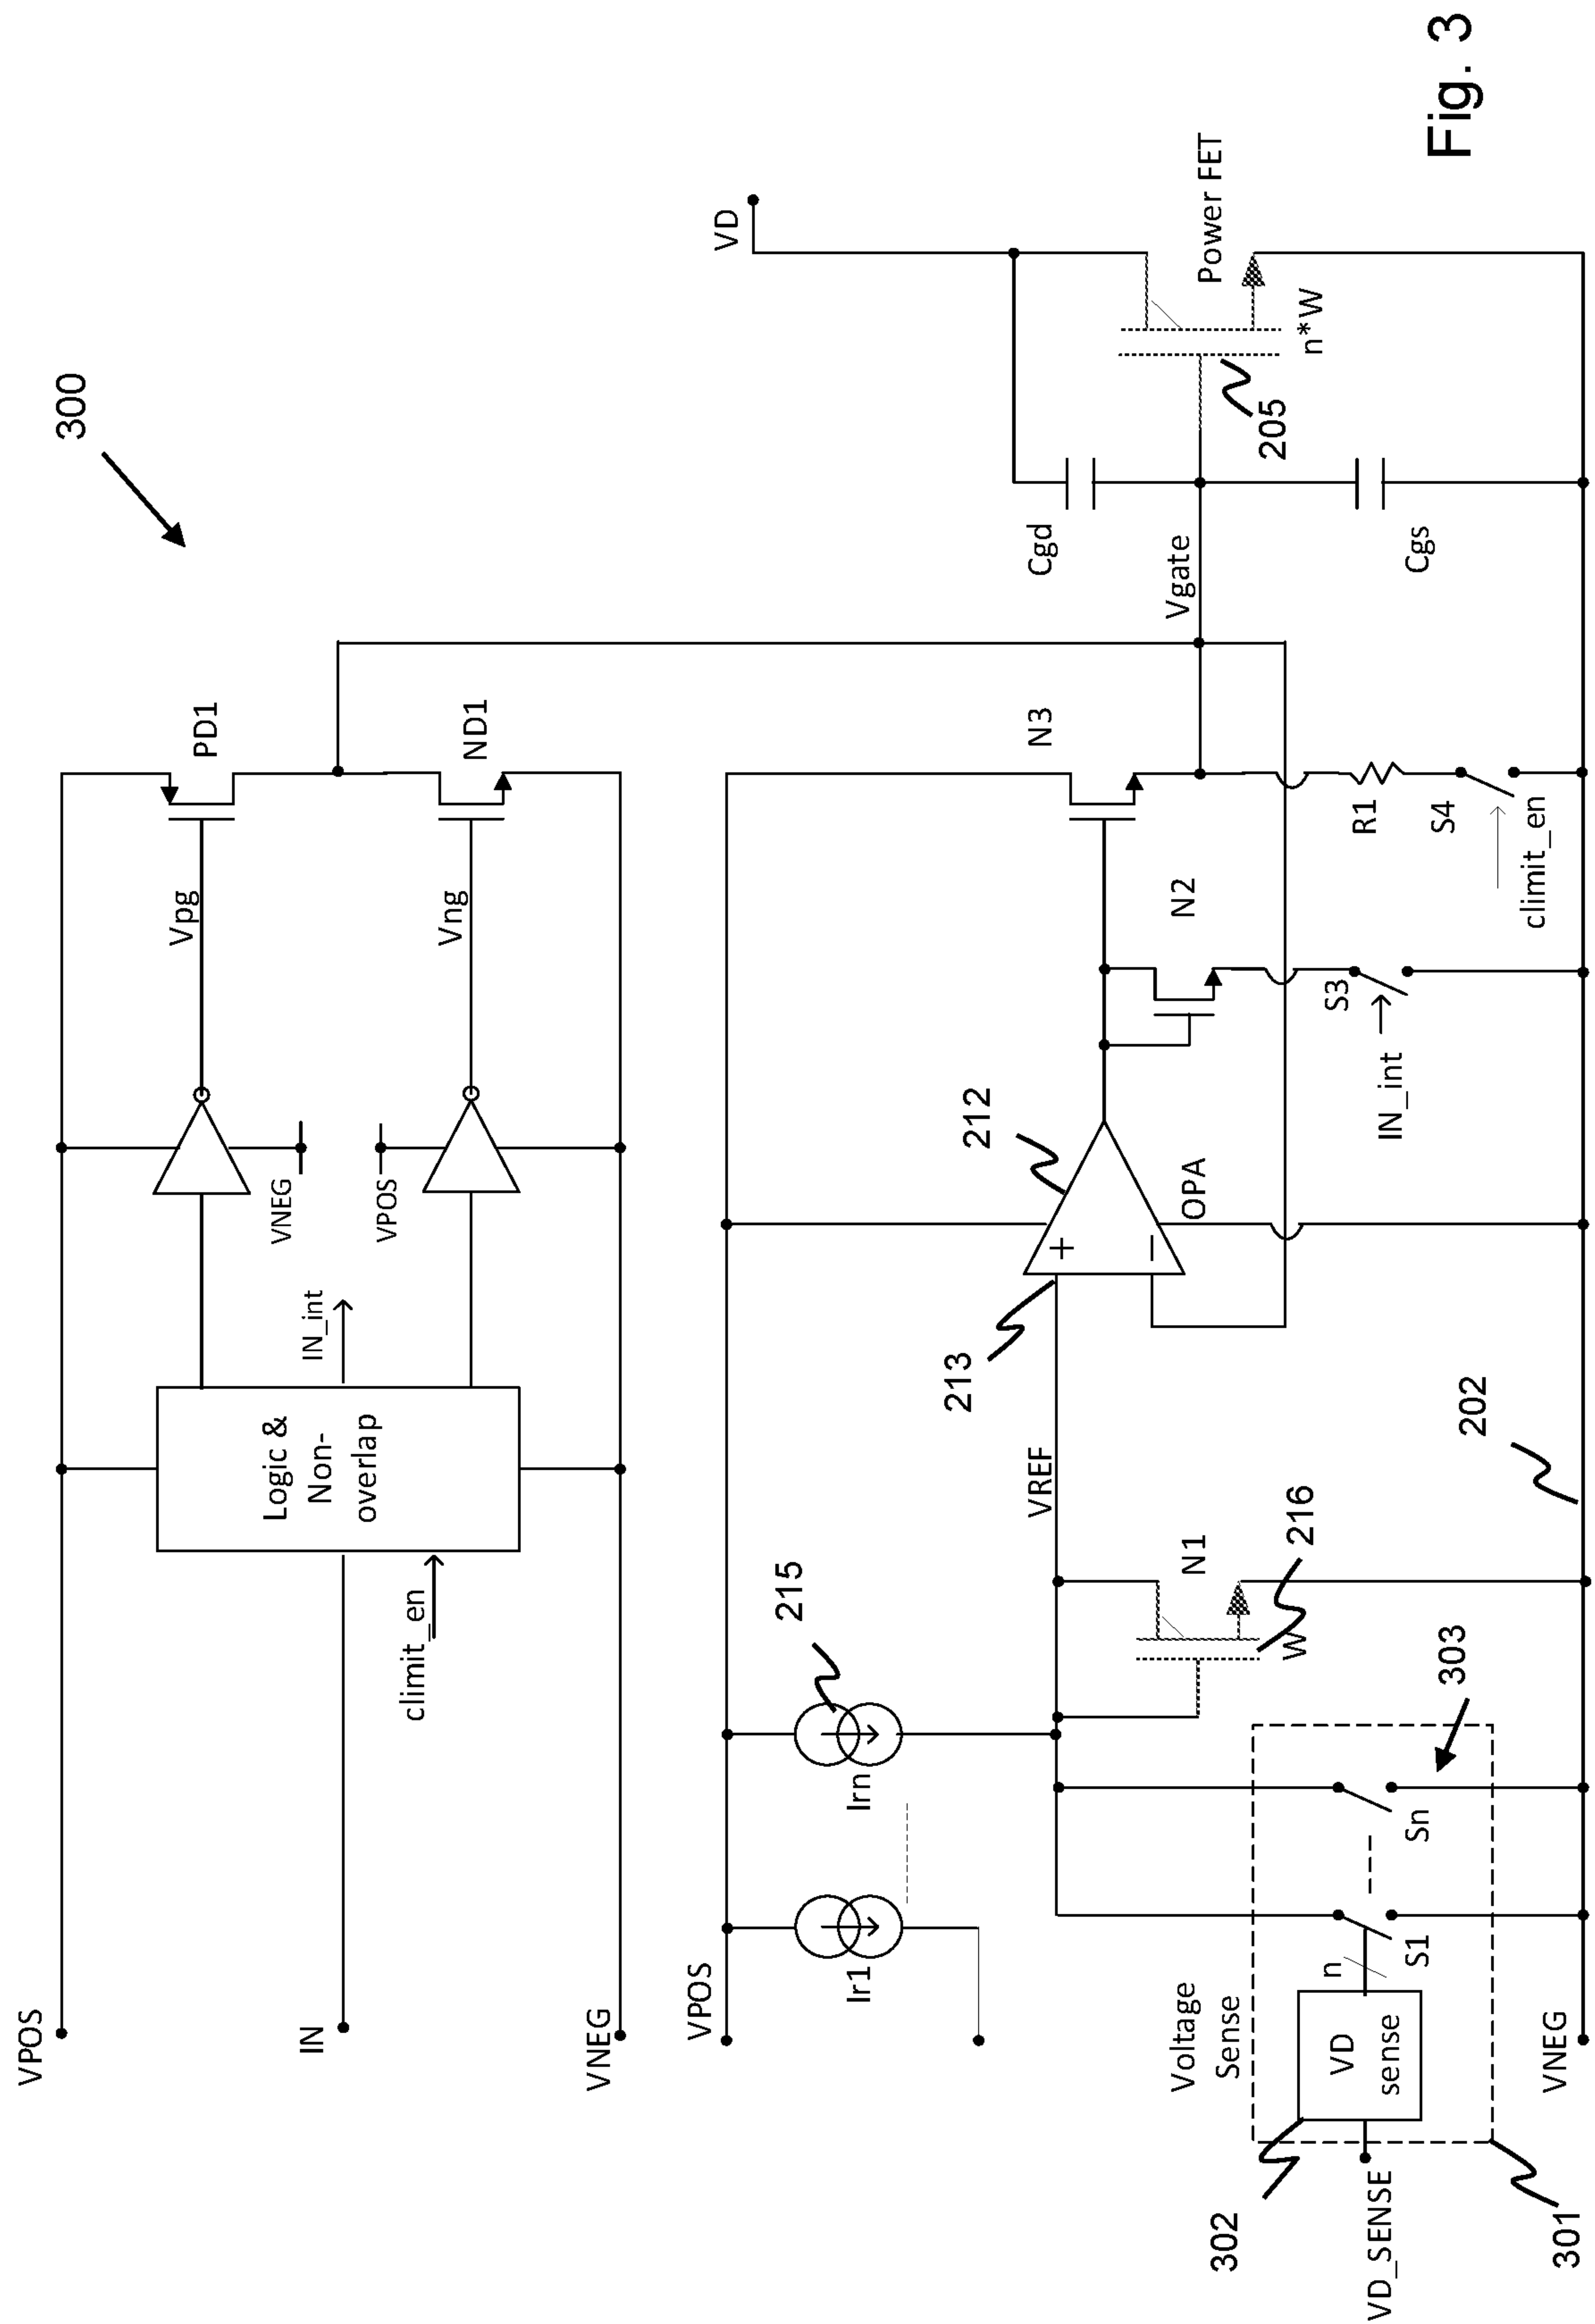 300
VPOS
IN
VNEG
climit_en
Logic &
Non-
overlap
IN_int
VNEG
VPOS
Vpg
Vng
PD1
ND1
VPOS
Ir1
Irn
215
VREF
213
212
+
−
OPA
N1
216
W
N2
N3
S3
IN_int
R1
S4
climit_en
Vgate
Cgd
Cgs
VD
Power FET
n*W
205
Voltage
Sense
VD
sense
n
S1
Sn
303
302
VD_SENSE
301
VNEG
202
Fig. 3